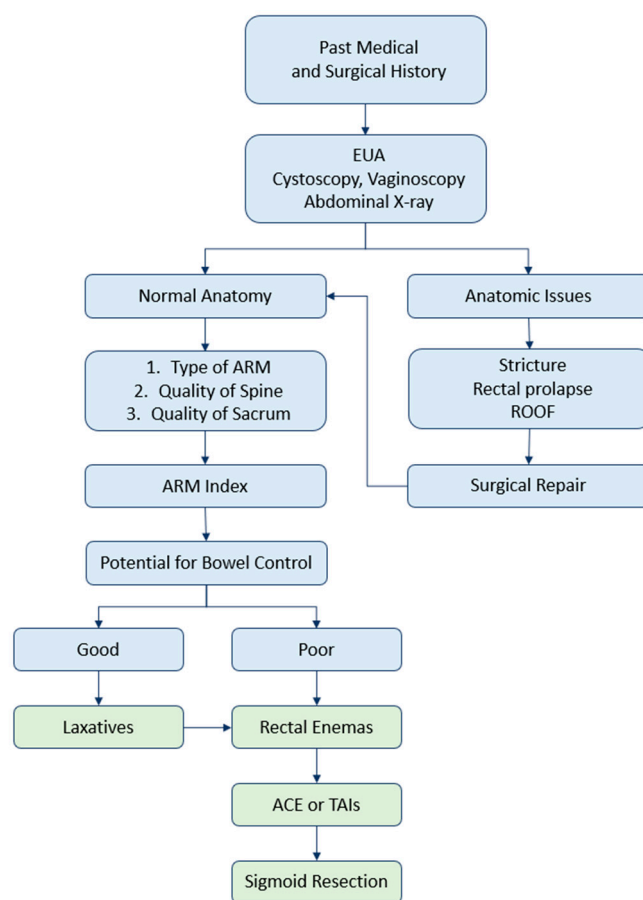 Past Medical
and Surgical History
EUA
Cystoscopy, Vaginoscopy
Abdominal X-ray
Normal Anatomy
Anatomic Issues
1. Type of ARM
2. Quality of Spine
3. Quality of Sacrum
Stricture
Rectal prolapse
ROOF
ARM Index
Surgical Repair
Potential for Bowel Control
Good
Poor
Laxatives
Rectal Enemas
ACE or TAIs
Sigmoid Resection